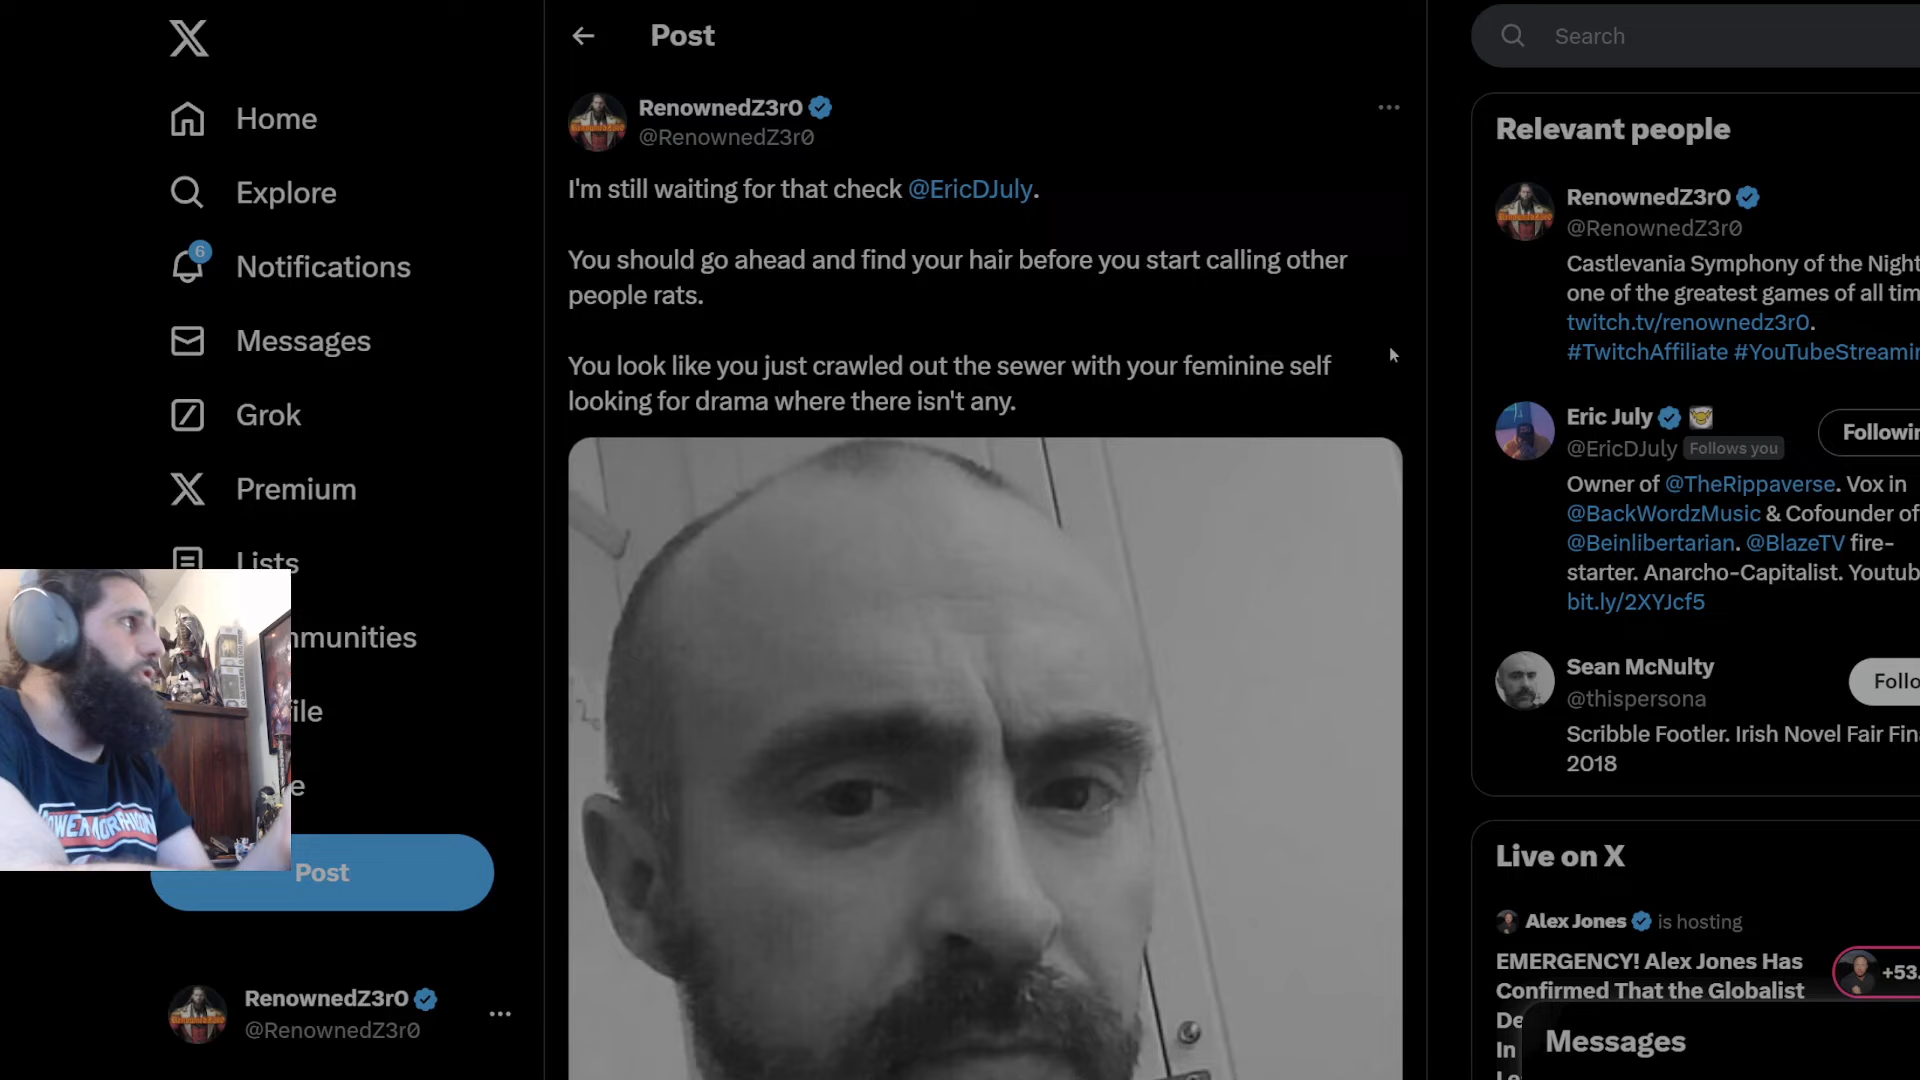 Post
Search
Home
Explore
6
Notifications
Messages
Grok
Premium
Lists
Post
RenownedZ3r0
@RenownedZ3r0
RenownedZ3r0
@RenownedZ3r0
I'm still waiting for that check @EricDJuly.
You should go ahead and find your hair before you start calling other
people rats.
You look like you just crawled out the sewer with your feminine self
looking for drama where there isn't any.
Relevant people
RenownedZ3r0
@RenownedZ3r0
Castlevania Symphony of the Night
one of the greatest games of all tim
twitch.tv/renownedz3r0.
#TwitchAffiliate #YouTubeStreamin
Eric July
@EricDJuly Follows you
Followin
Owner of @TheRippaverse. Vox in
@BackWordzMusic & Cofounder of
@Beinlibertarian. @BlazeTV fire-
starter. Anarcho-Capitalist. Youtub
bit.ly/2XYJcf5
Sean McNulty
@thispersona
Follo
Scribble Footler. Irish Novel Fair Fina
2018
Live on X
Alex Jones is hosting
EMERGENCY! Alex Jones Has
Confirmed That the Globalist
De
In
+53.
Messages